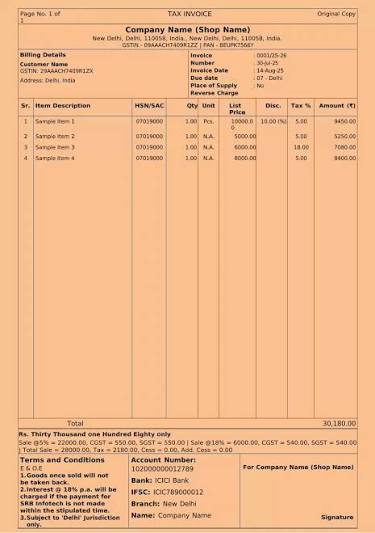 Page No. 1 of 1 TAX INVOICE Original Copy
Company Name (Shop Name)
New Delhi, Delhi, 110058, India., New Delhi, Delhi, 110058, India.
GSTIN - 09AAACH7409R1ZZ | PAN - BEUPK7566Y
Billing Details
Customer Name
GSTIN: 09AAACH7409R1ZX
Address: Delhi, India
Invoice : 0001/25-26
Number : 30-Jul-25
Invoice Date : 14-Aug-25
Due date : 07 - Delhi
Place of Supply : No
Reverse Charge
Sr. Item Description HSN/SAC Qty Unit List Price Disc. Tax % Amount (₹)
1 Sample Item 1 07019000 1.00 Pcs. 10000.00 10.00 (%) 5.00 9450.00
2 Sample Item 2 07019000 1.00 N.A. 5000.00 5.00 5250.00
3 Sample Item 3 07019000 1.00 N.A. 6000.00 18.00 7080.00
4 Sample Item 4 07019000 1.00 N.A. 8000.00 5.00 8400.00
Total 30,180.00
Rs. Thirty Thousand one Hundred Eighty only
Sale @5% = 22000.00, CGST = 550.00, SGST = 550.00 | Sale @18% = 6000.00, CGST = 540.00, SGST = 540.00
| Total Sale = 28000.00, Tax = 2180.00, Cess = 0.00, Add. Cess = 0.00
Terms and Conditions
E & O.E
1.Goods once sold will not
be taken back.
2.Interest @ 18% p.a. will be
charged if the payment for
SRB Infotech is not made
within the stipulated time.
3.Subject to 'Delhi' Jurisdiction
only.
Account Number:
102000000012789
Bank: ICICI Bank
IFSC: ICIC789000012
Branch: New Delhi
Name: Company Name
For Company Name (Shop Name)
Signature